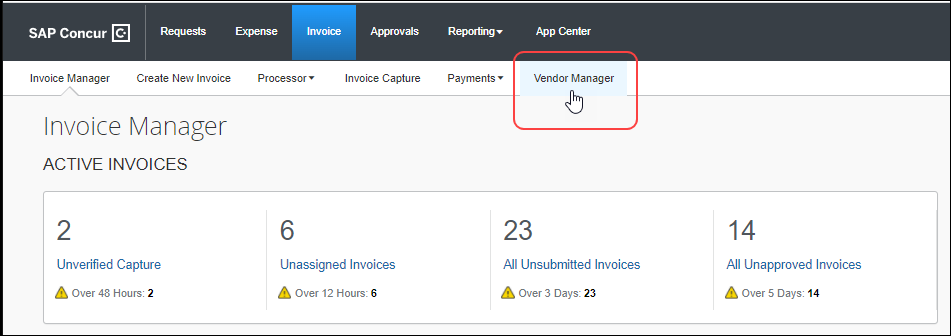 SAP Concur C Requests Expense Invoice Approvals Reporting App Center
Invoice Manager Create New Invoice Processor Invoice Capture Payments Vendor Manager
Invoice Manager
ACTIVE INVOICES
2 6 23 14
Unverified Capture Unassigned Invoices All Unsubmitted Invoices All Unapproved Invoices
Over 48 Hours: 2 Over 12 Hours: 6 Over 3 Days: 23 Over 5 Days: 14